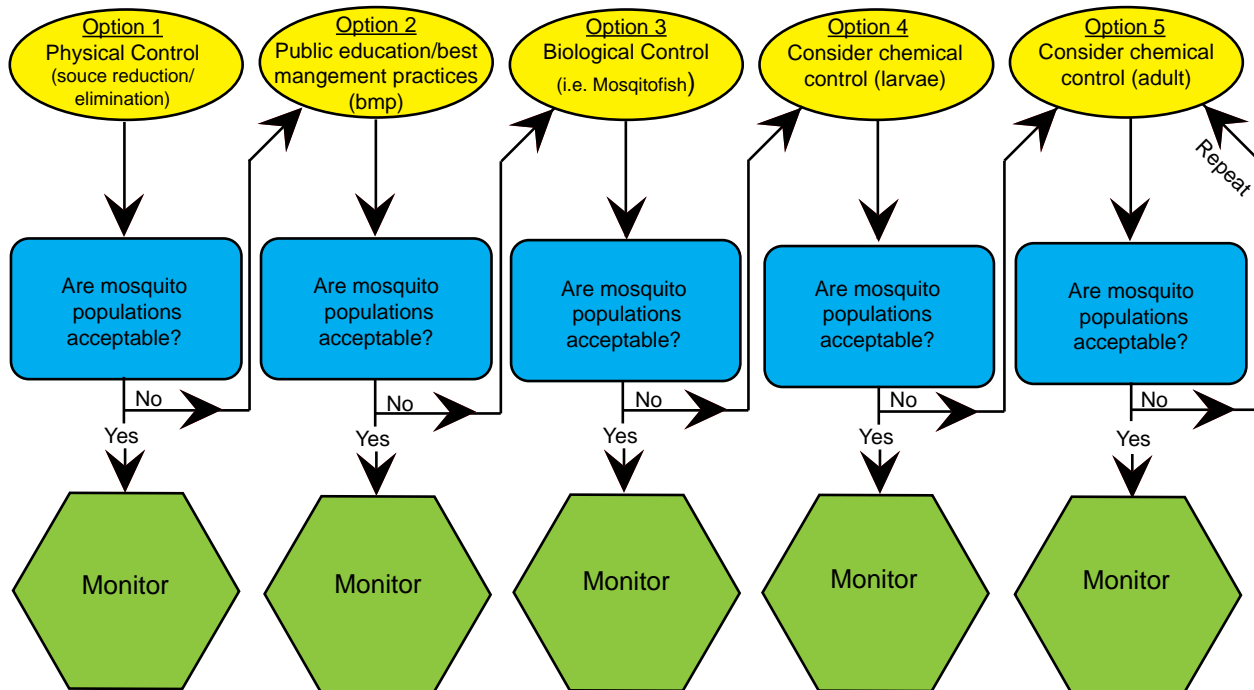 Option 1
Physical Control
(souce reduction/
elimination)
Option 2
Public education/best
mangement practices
(bmp)
Option 3
Biological Control
(i.e. Mosqitofish)
Option 4
Consider chemical
control (larvae)
Option 5
Consider chemical
control (adult)
Repeat
Are mosquito
populations
acceptable?
Are mosquito
populations
acceptable?
Are mosquito
populations
acceptable?
Are mosquito
populations
acceptable?
Are mosquito
populations
acceptable?
No
No
No
No
No
Yes
Yes
Yes
Yes
Yes
Monitor
Monitor
Monitor
Monitor
Monitor